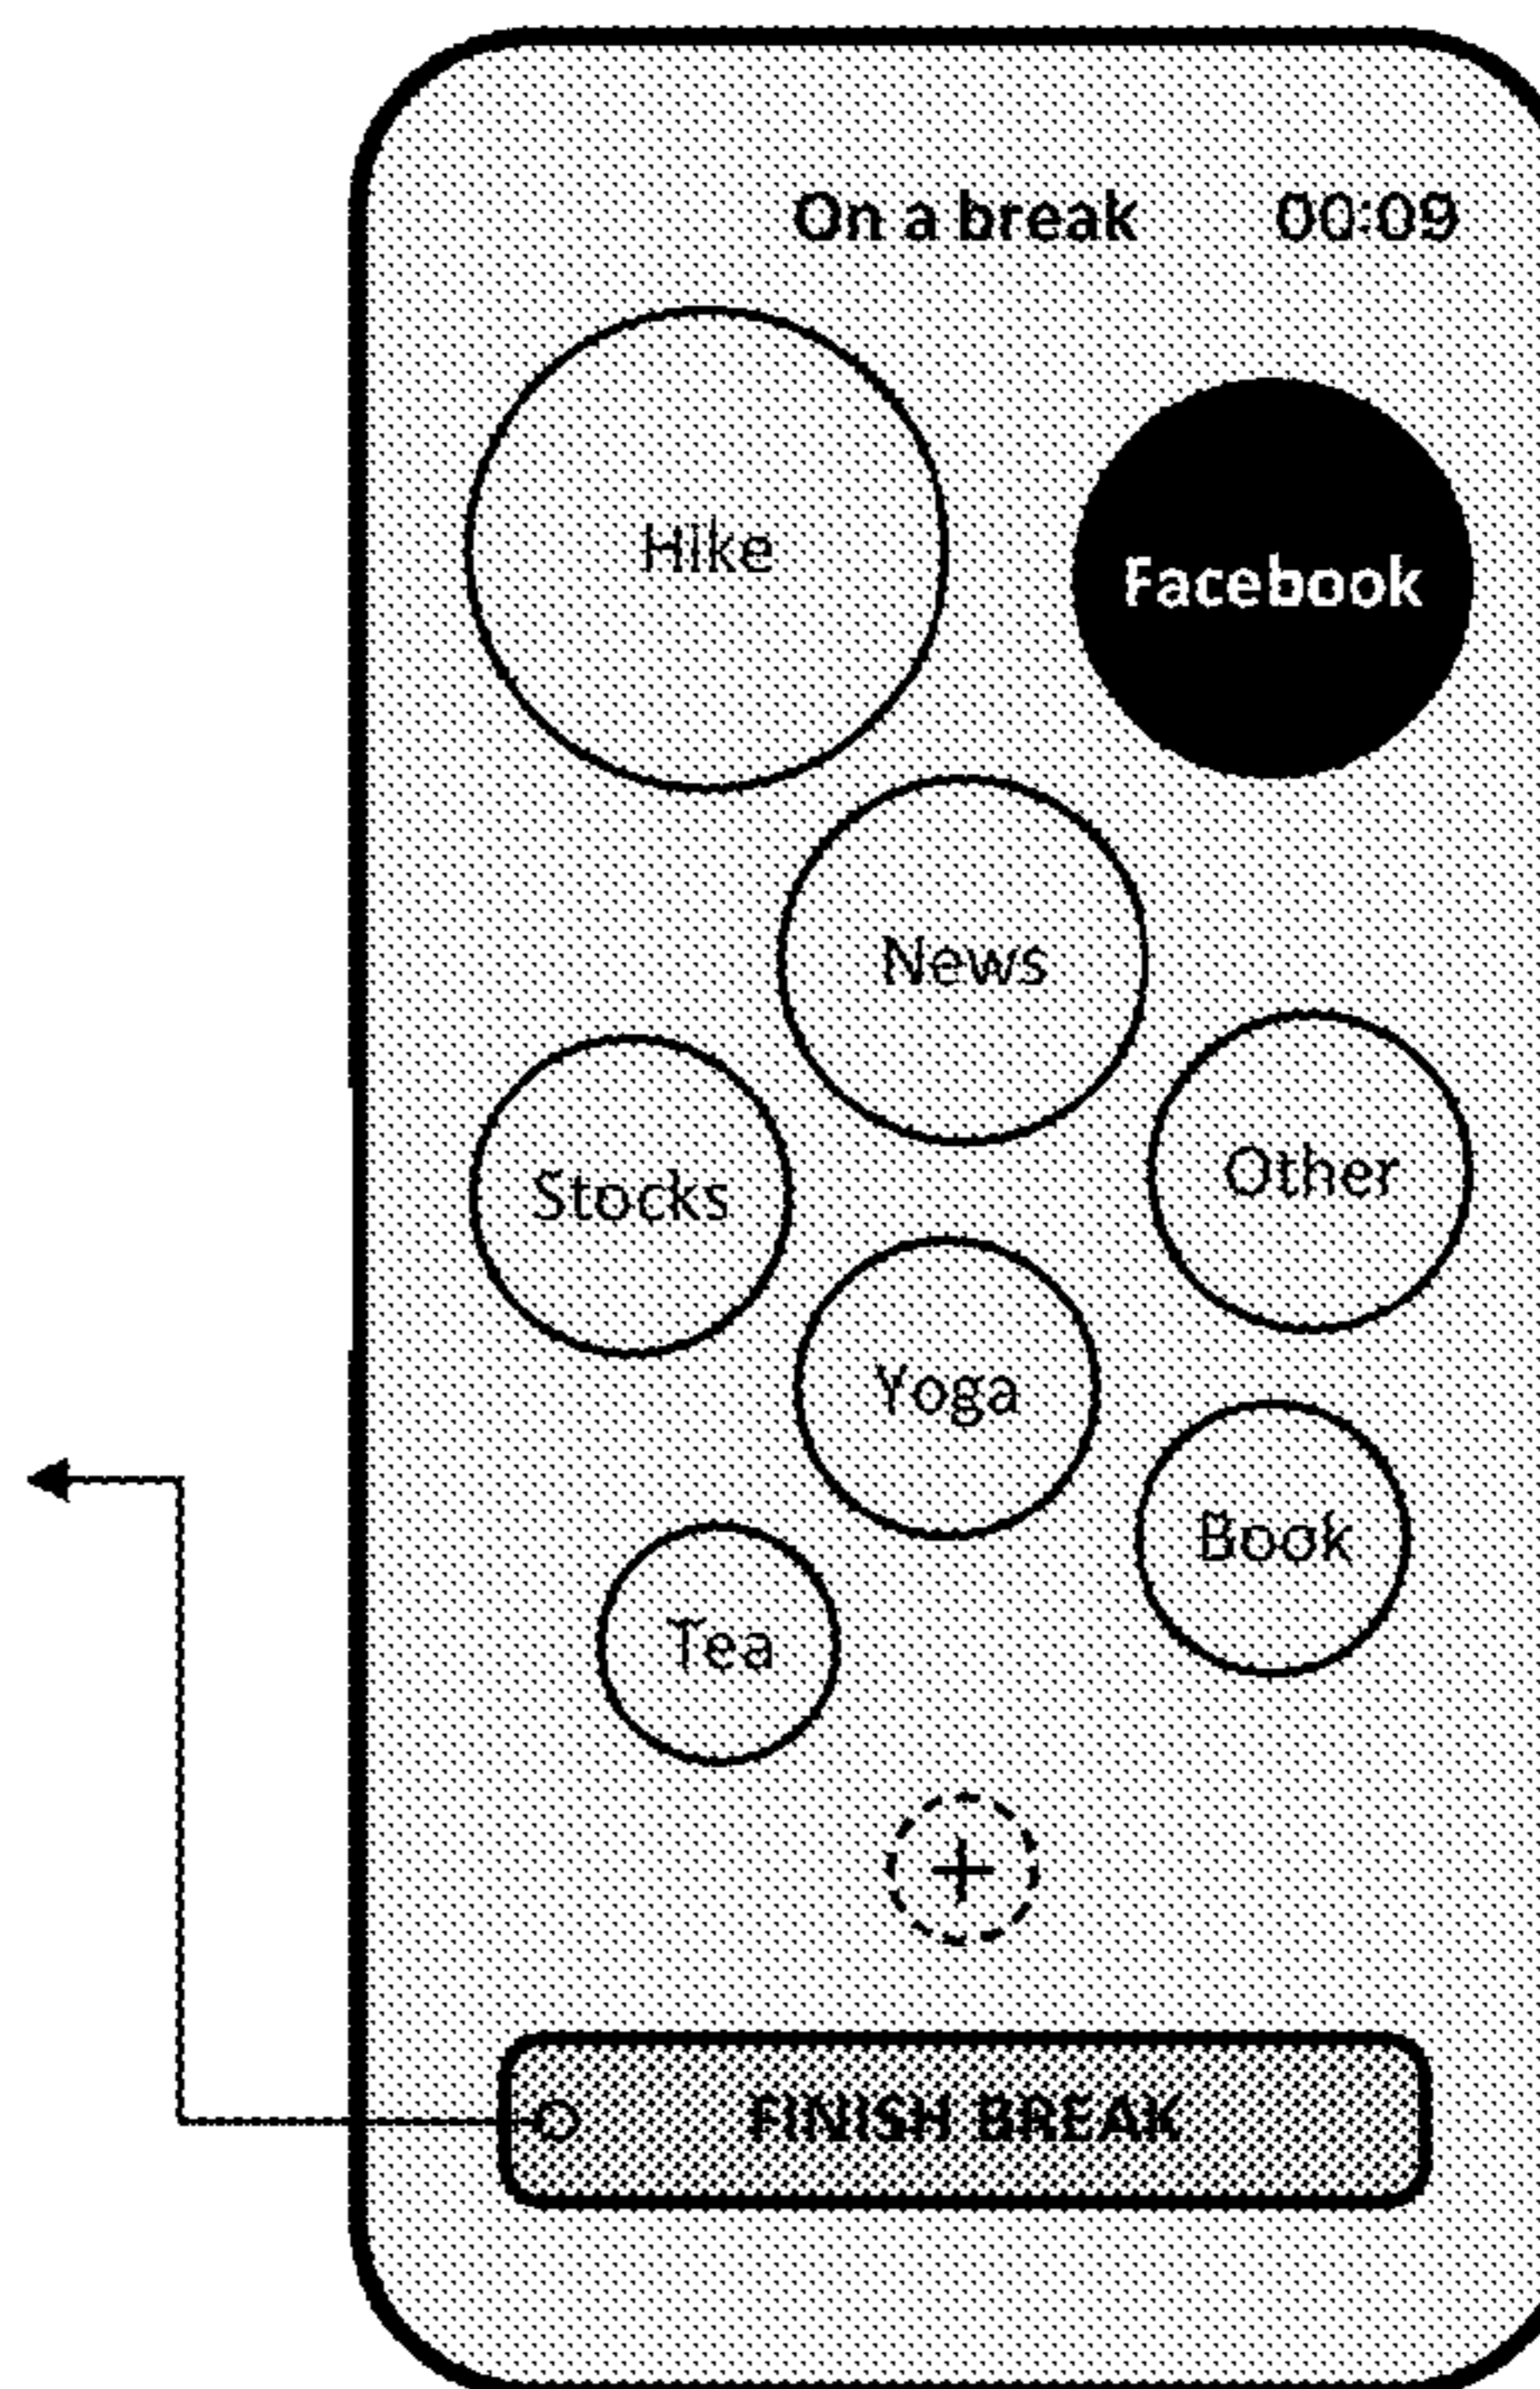 On a break 00:09
Hike
Facebook
News
Stocks
Other
Yoga
Book
Tea
+
FINISH BREAK